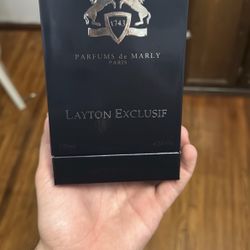 1743
PARFUMS de MARLY
PARIS
LAYTON EXCLUSIF